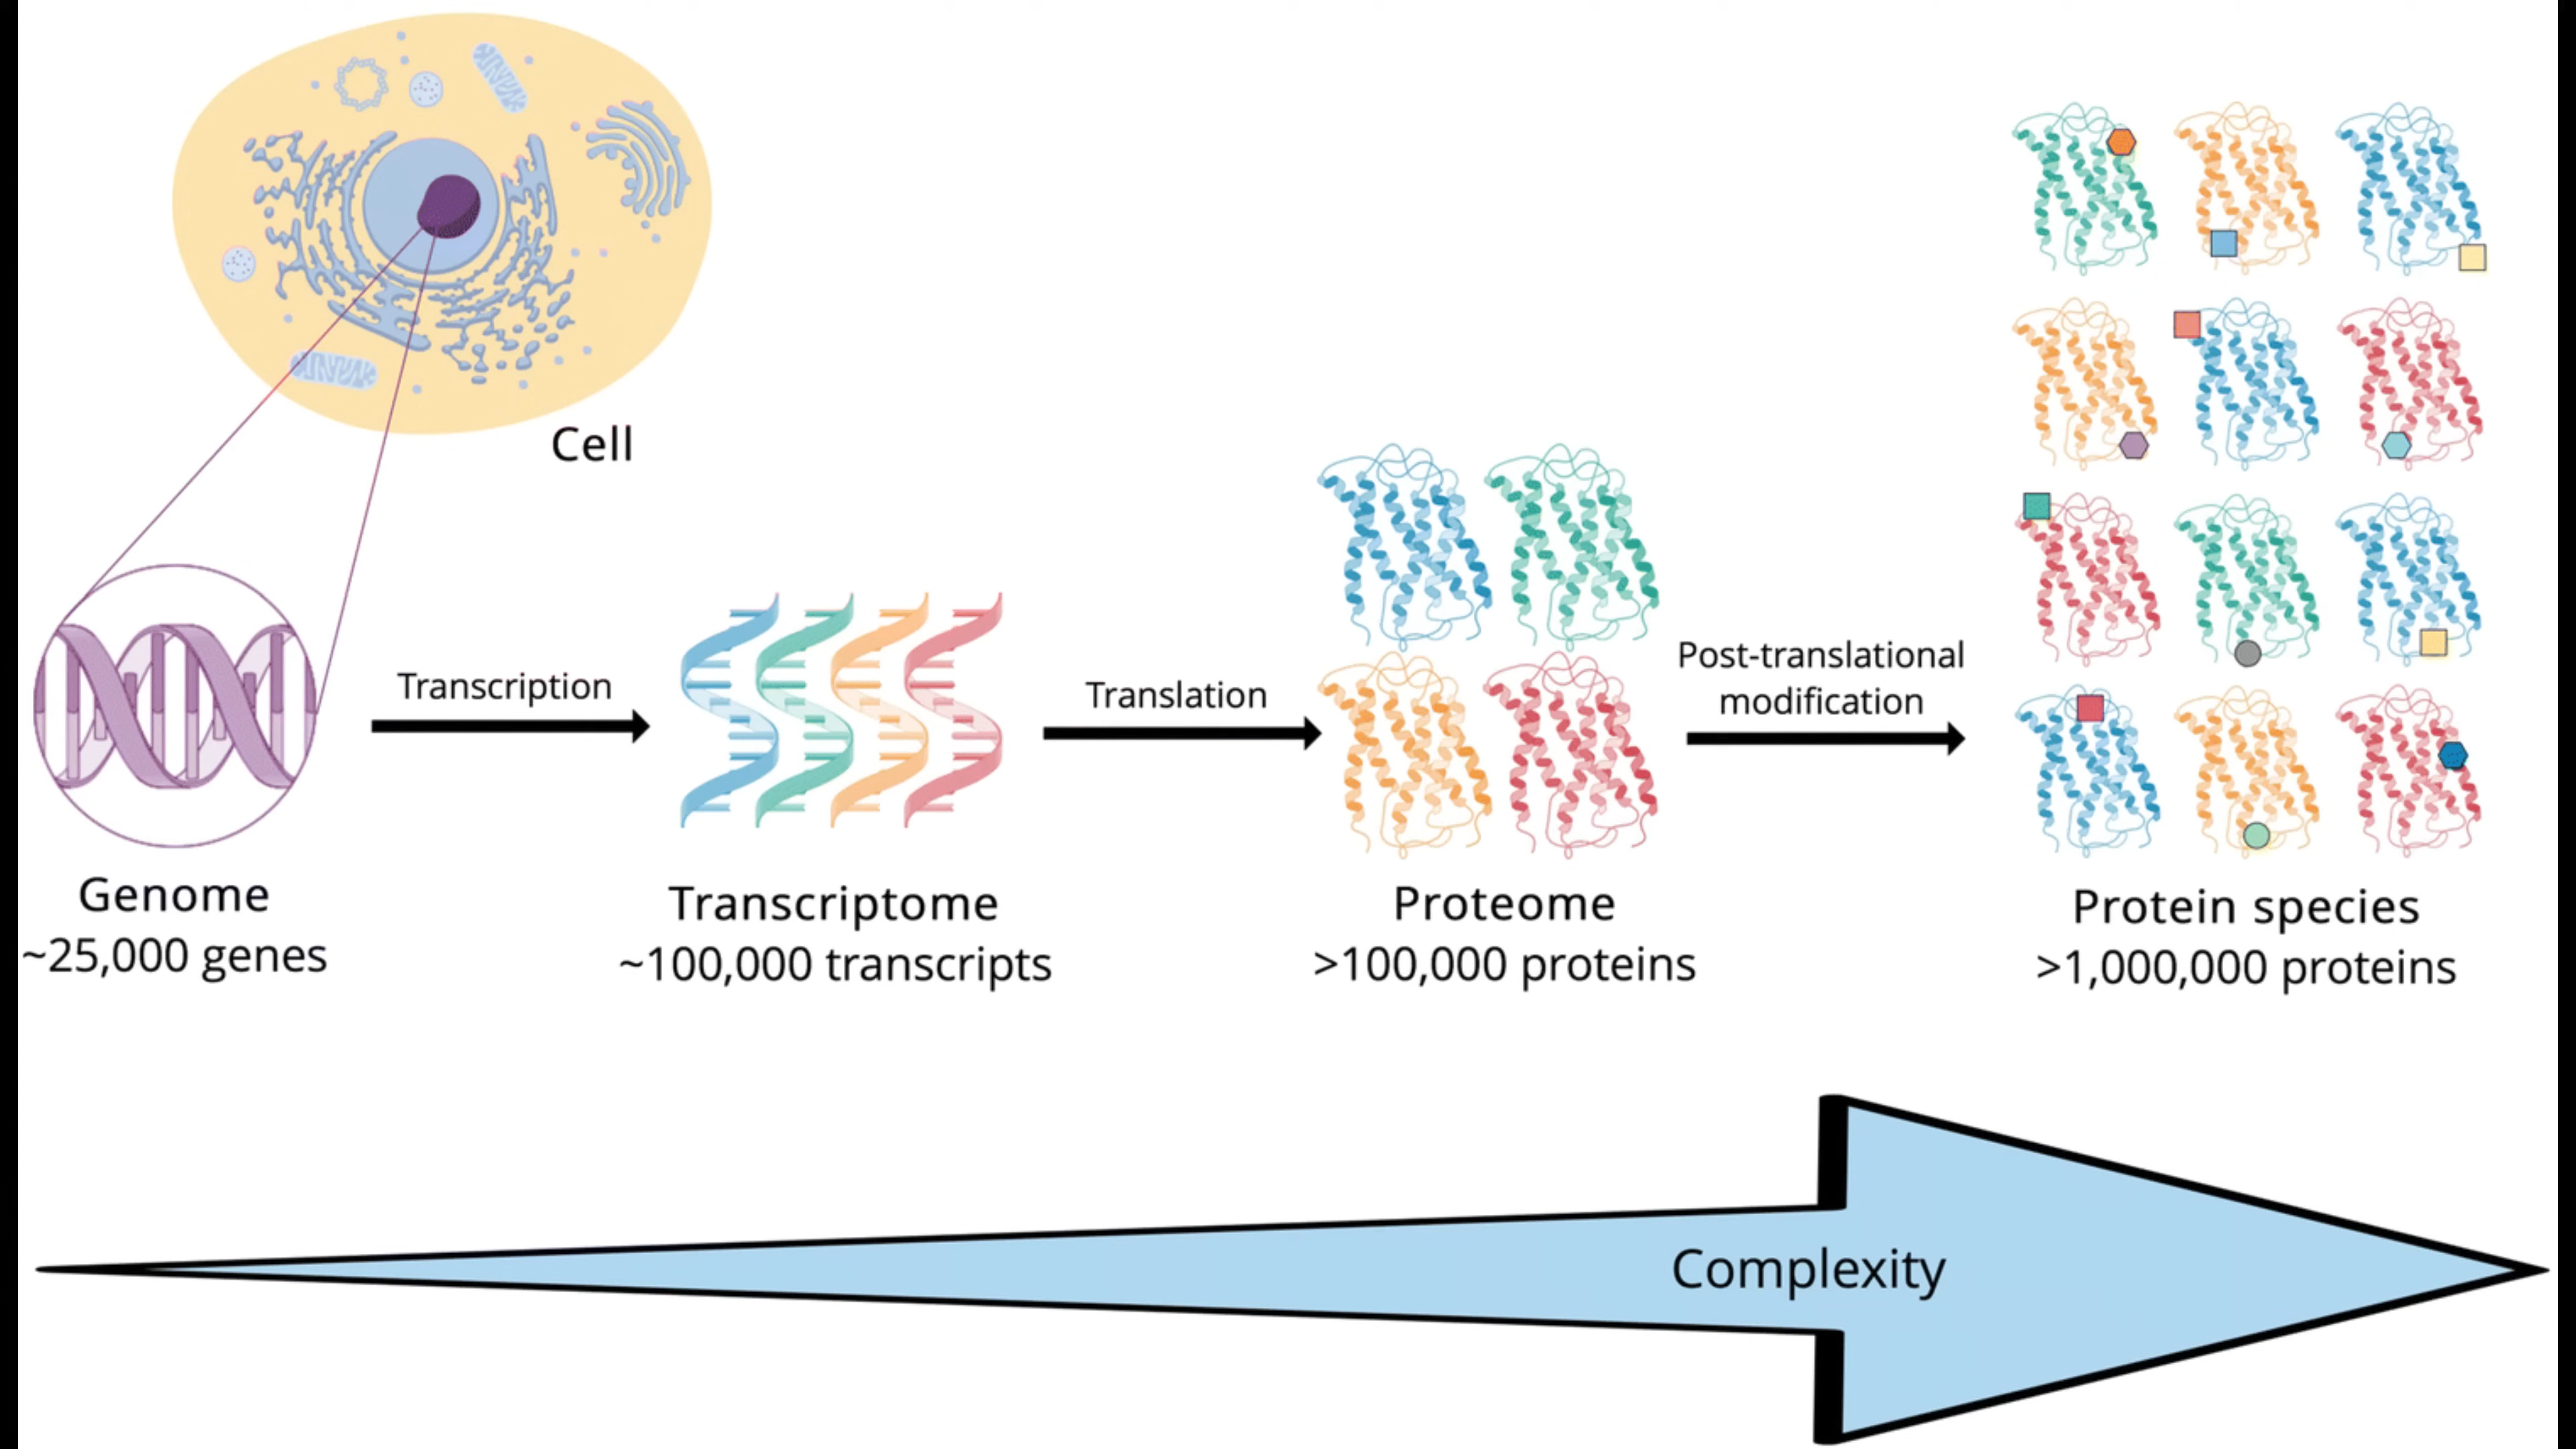 Cell
Transcription
Translation
Post-translational
modification
Genome
~25,000 genes
Transcriptome
~100,000 transcripts
Proteome
>100,000 proteins
Protein species
>1,000,000 proteins
Complexity